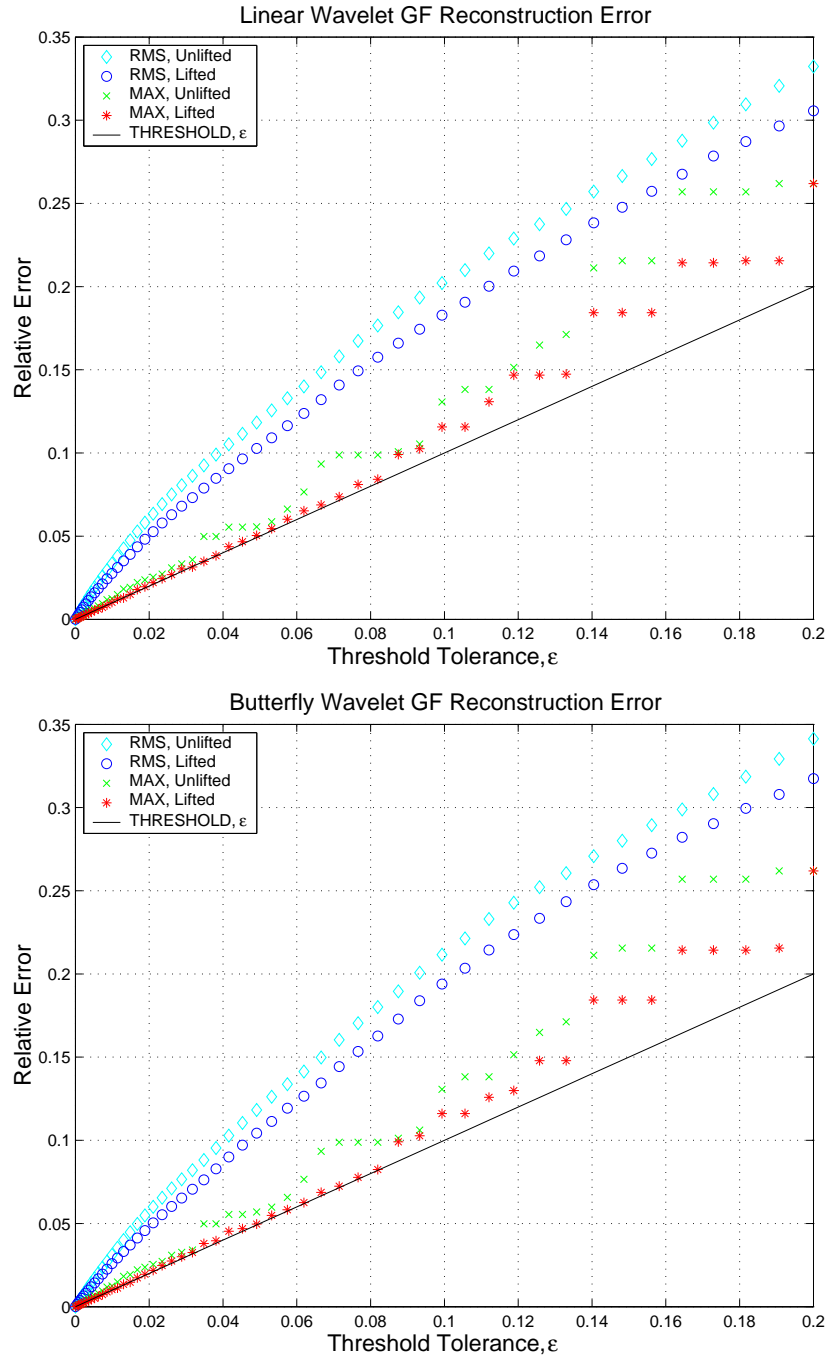 Linear Wavelet GF Reconstruction Error
0.35
0.3
0.25
0.2
0.15
0.1
0.05
0
Relative Error
RMS, Unlifted
RMS, Lifted
MAX, Unlifted
MAX, Lifted
THRESHOLD, ε
0 0.02 0.04 0.06 0.08 0.1 0.12 0.14 0.16 0.18 0.2
Threshold Tolerance, ε
Butterfly Wavelet GF Reconstruction Error
0.35
0.3
0.25
0.2
0.15
0.1
0.05
0
Relative Error
RMS, Unlifted
RMS, Lifted
MAX, Unlifted
MAX, Lifted
THRESHOLD, ε
0 0.02 0.04 0.06 0.08 0.1 0.12 0.14 0.16 0.18 0.2
Threshold Tolerance, ε